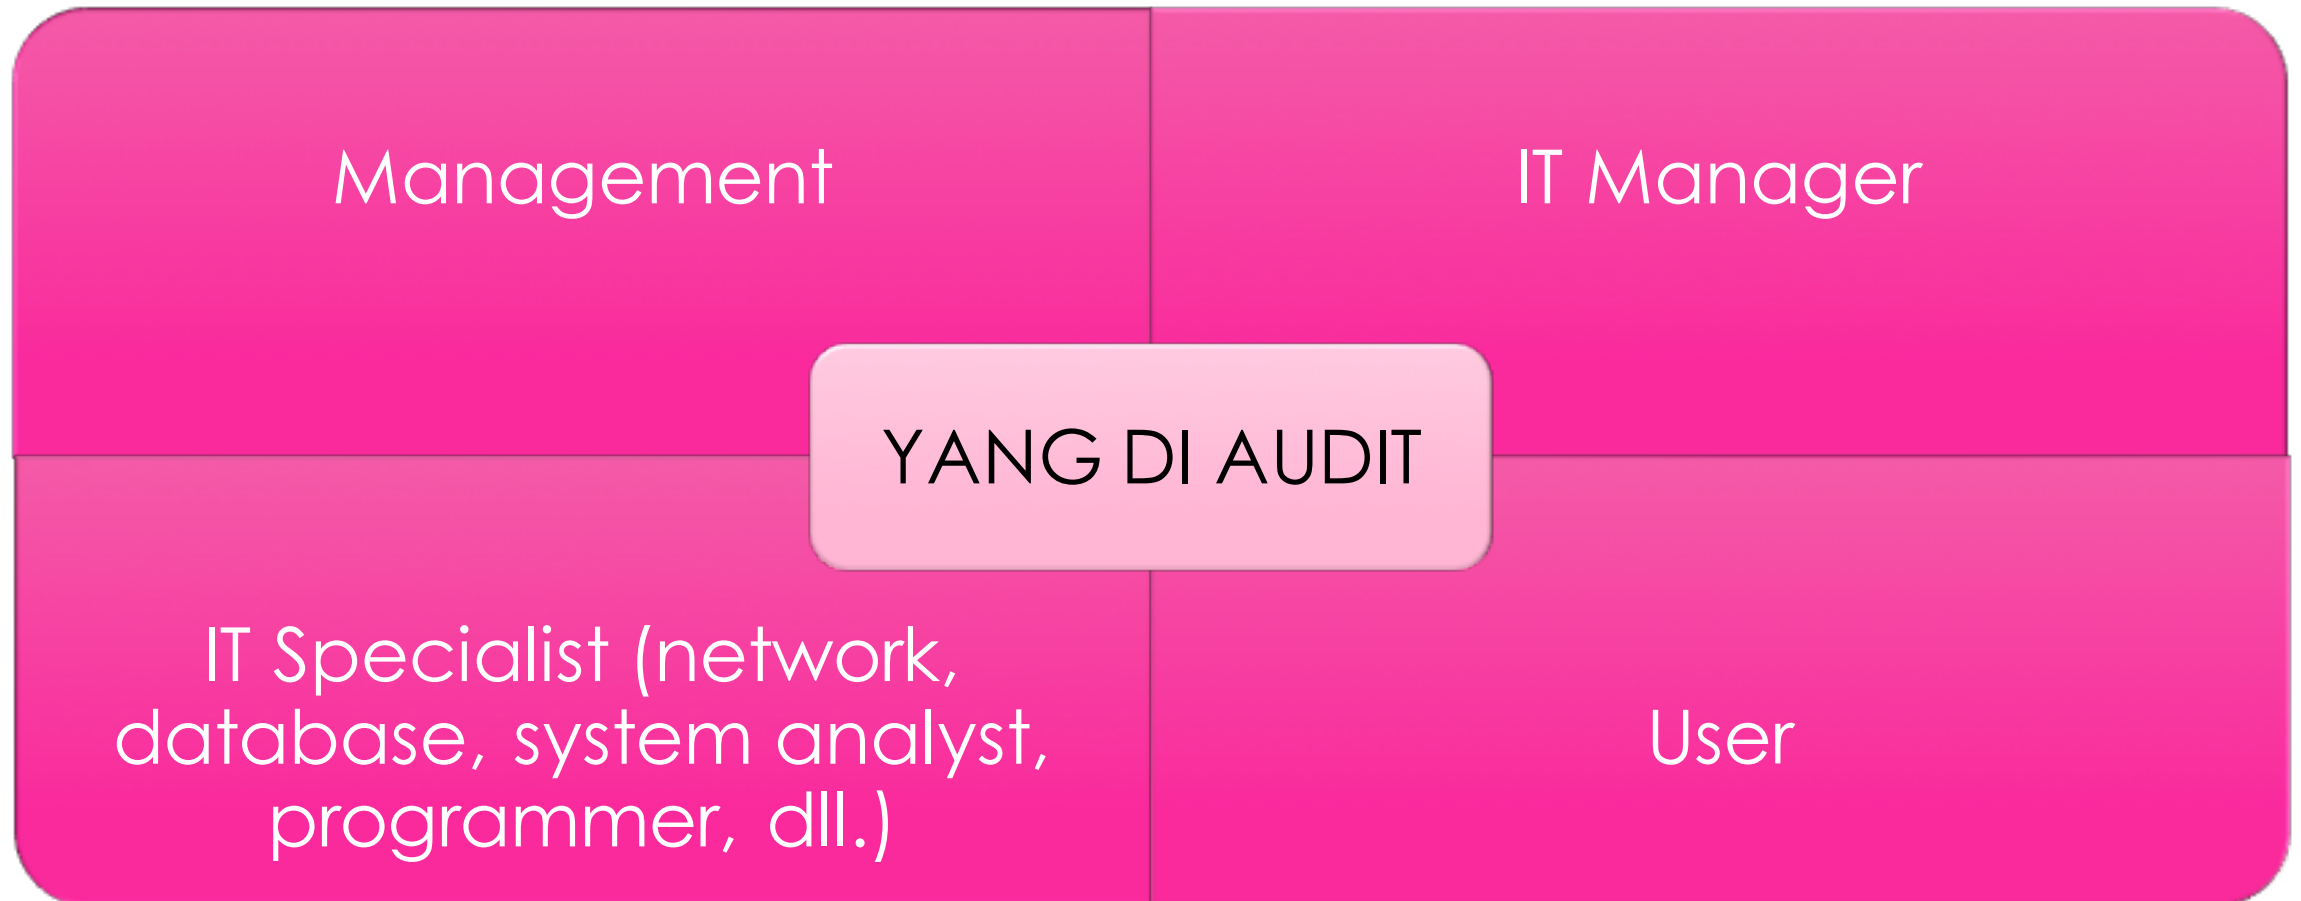 Management
IT Manager
YANG DI AUDIT
IT Specialist (network,
database, system analyst,
programmer, dll.)
User